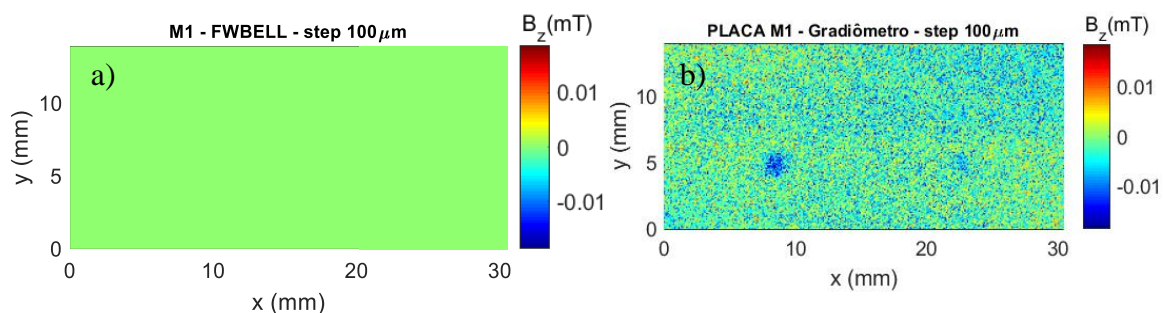 M1 - FWBELL - step 100μm
B_z(mT)
a)
10
5
0
y (mm)
0 10 20 30
x (mm)
0.01
0
-0.01
PLACA M1 - Gradiômetro - step 100μm
B_z(mT)
b)
10
5
0
y (mm)
0 10 20 30
x (mm)
0.01
0
-0.01